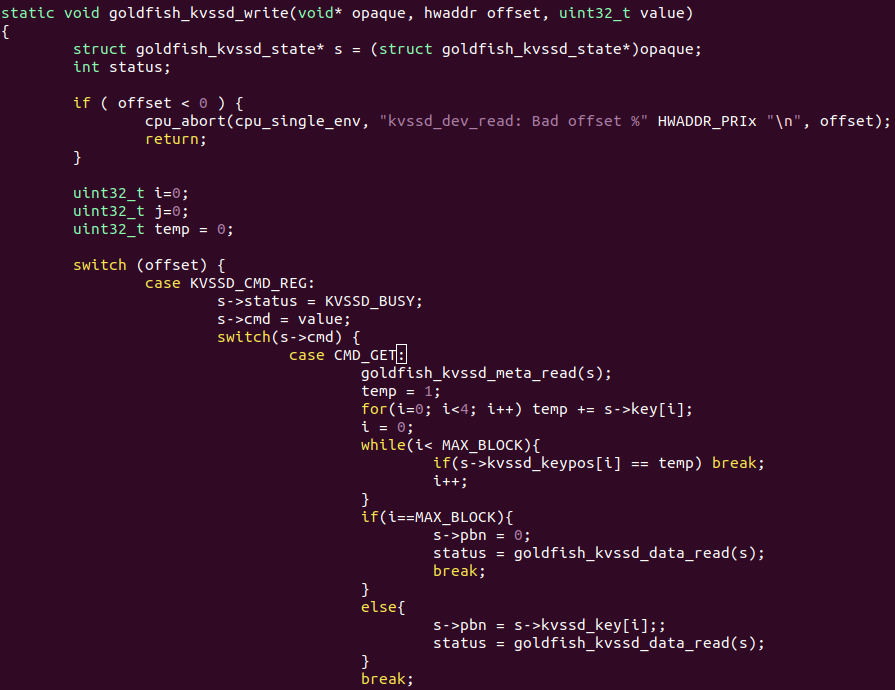 static void goldfish_kvssd_write(void* opaque, hwaddr offset, uint32_t value)
{
        struct goldfish_kvssd_state* s = (struct goldfish_kvssd_state*)opaque;
        int status;

        if ( offset < 0 ) {
                cpu_abort(cpu_single_env, "kvssd_dev_read: Bad offset %" HWADDR_PRIx "\n", offset);
                return;
        }

        uint32_t i=0;
        uint32_t j=0;
        uint32_t temp = 0;

        switch (offset) {
                case KVSSD_CMD_REG:
                        s->status = KVSSD_BUSY;
                        s->cmd = value;
                        switch(s->cmd) {
                                case CMD_GET:
                                        goldfish_kvssd_meta_read(s);
                                        temp = 1;
                                        for(i=0; i<4; i++) temp += s->key[i];
                                        i = 0;
                                        while(i< MAX_BLOCK){
                                                if(s->kvssd_keypos[i] == temp) break;
                                                i++;
                                        }
                                        if(i==MAX_BLOCK){
                                                s->pbn = 0;
                                                status = goldfish_kvssd_data_read(s);
                                                break;
                                        }
                                        else{
                                                s->pbn = s->kvssd_key[i];;
                                                status = goldfish_kvssd_data_read(s);
                                        }
                                        break;